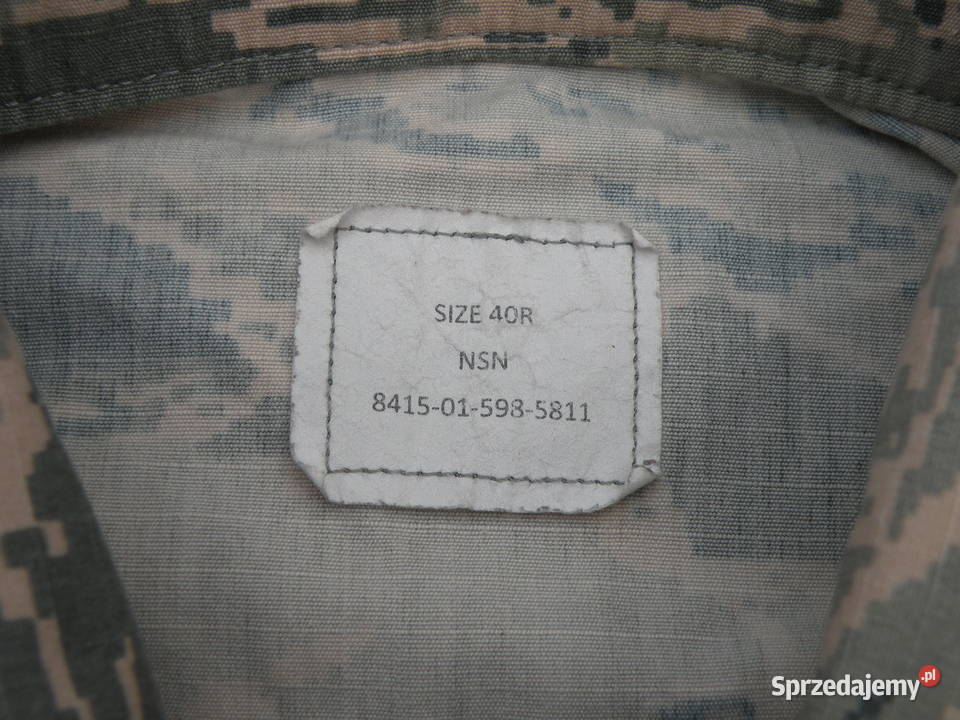 SIZE 40R
NSN
8415-01-598-5811
Sprzedajemy.pl